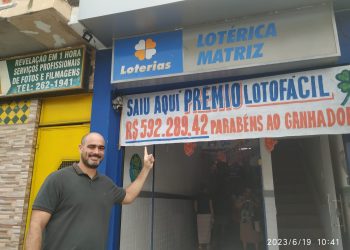 REVELAÇÃO EM 1 HORA
SERVIÇOS PROFISSIONAIS
DE FOTOS E FILMAGENS
TEL.: 262-1941
Loterias
LOTÉRICA
MATRIZ
SAIU AQUI PRÊMIO LOTOFÁCIL
R$ 592.289,42 PARABÉNS AO GANHADOR
2023/6/19 10:41